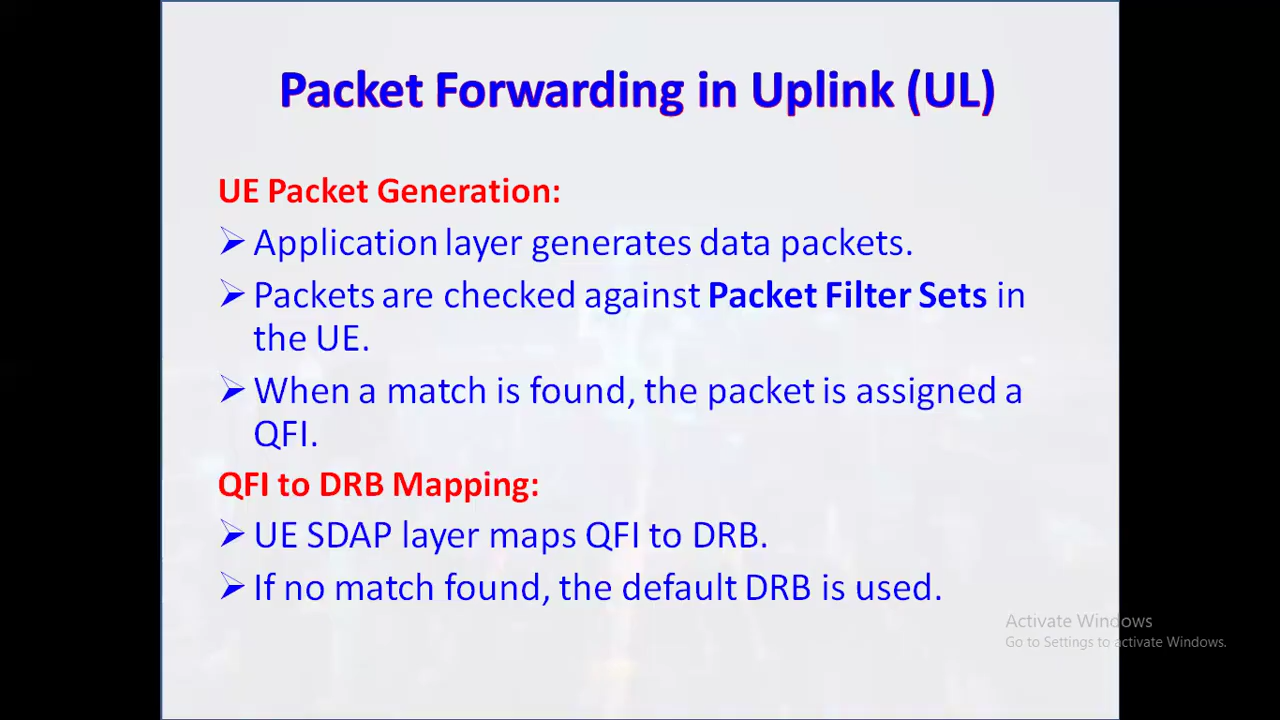 Packet Forwarding in Uplink (UL)
UE Packet Generation:
➢ Application layer generates data packets.
➢ Packets are checked against Packet Filter Sets in
the UE.
➢ When a match is found, the packet is assigned a
QFI.
QFI to DRB Mapping:
➢ UE SDAP layer maps QFI to DRB.
➢ If no match found, the default DRB is used.
Activate Windows
Go to Settings to activate Windows.